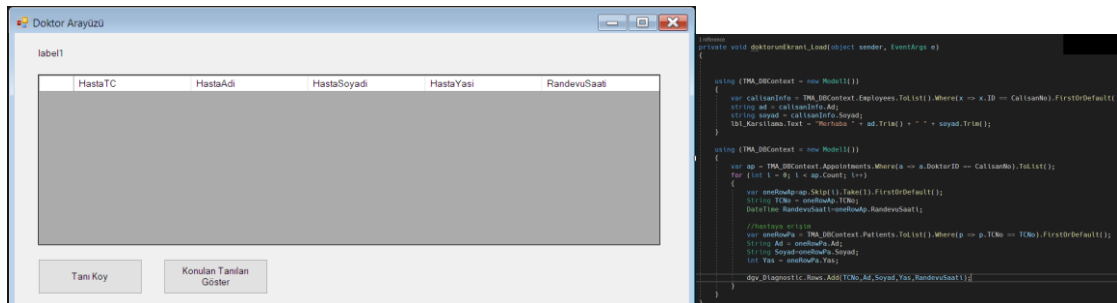 Doktor Arayüzü
label1
HastaTC HastaAdi HastaSoyadi HastaYasi RandevuSaati
Tanı Koy
Konulan Tanıları
Göster
1 reference
private void doktorunEkrani_Load(object sender, EventArgs e)
{
using (TMA_DBContext = new Model1())
{
var calisanInfo = TMA_DBContext.Employees.ToList().Where(x => x.ID == CalisanNo).FirstOrDefault(
string ad = calisanInfo.Ad;
string soyad = calisanInfo.Soyad;
lbl_Karsilama.Text = "Merhaba " + ad.Trim() + " " + soyad.Trim();
}
using (TMA_DBContext = new Model1())
{
var ap = TMA_DBContext.Appointments.Where(a => a.DoktorID == CalisanNo).ToList();
for (int i = 0; i < ap.Count; i++)
{
var oneRowAp=ap.Skip(i).Take(1).FirstOrDefault();
String TCNo = oneRowAp.TCNo;
DateTime RandevuSaati=oneRowAp.RandevuSaati;
//hastaya erişim
var oneRowPa = TMA_DBContext.Patients.ToList().Where(p => p.TCNo == TCNo).FirstOrDefault();
String Ad = oneRowPa.Ad;
String Soyad=oneRowPa.Soyad;
int Yas = oneRowPa.Yas;
dgv_Diagnostic.Rows.Add(TCNo,Ad,Soyad,Yas,RandevuSaati);
}
}